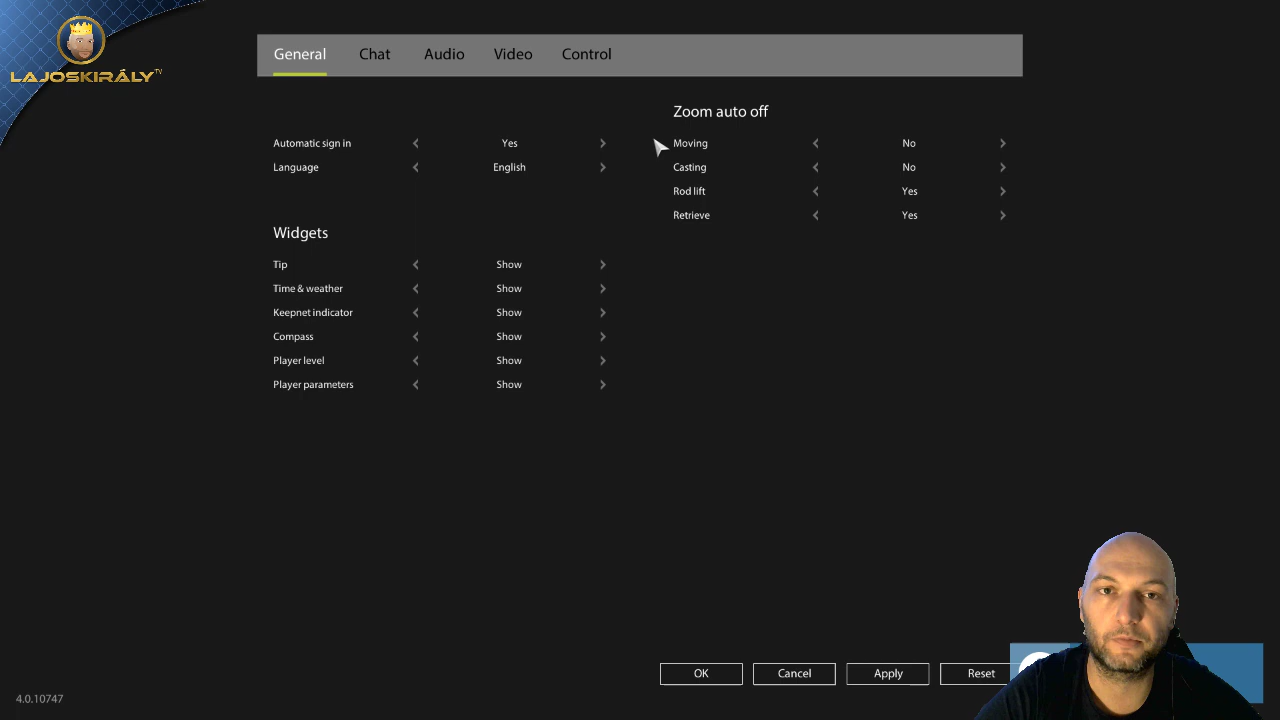 LAJOSKIRÁLY TV
General Chat Audio Video Control
Automatic sign in Yes
Language English
Widgets
Tip Show
Time & weather Show
Keepnet indicator Show
Compass Show
Player level Show
Player parameters Show
Zoom auto off
Moving No
Casting No
Rod lift Yes
Retrieve Yes
OK Cancel Apply Reset
4.0.10747